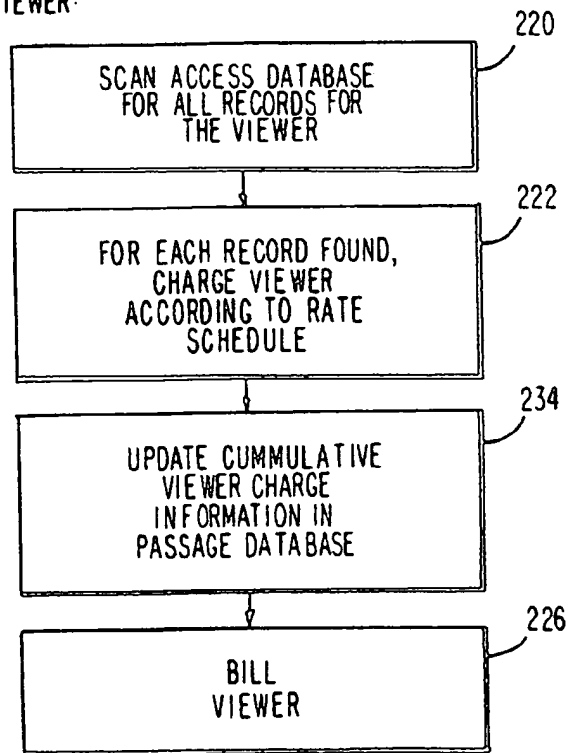 220
SCAN ACCESS DATABASE
FOR ALL RECORDS FOR
THE VIEWER
222
FOR EACH RECORD FOUND,
CHARGE VIEWER
ACCORDING TO RATE
SCHEDULE
234
UPDATE CUMMULATIVE
VIEWER CHARGE
INFORMATION IN
PASSAGE DATABASE
226
BILL
VIEWER